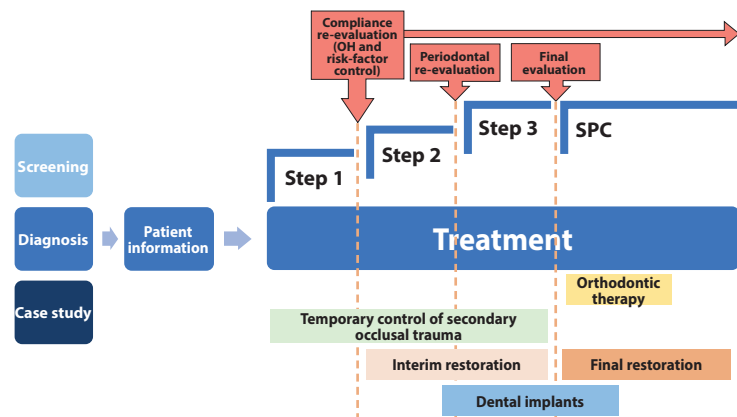 Compliance
re-evaluation
(OH and
risk-factor
control)
Periodontal
re-evaluation
Final
evaluation
Step 1
Step 2
Step 3
SPC
Screening
Diagnosis
Case study
Patient
information
Treatment
Orthodontic
therapy
Temporary control of secondary
occlusal trauma
Interim restoration
Final restoration
Dental implants